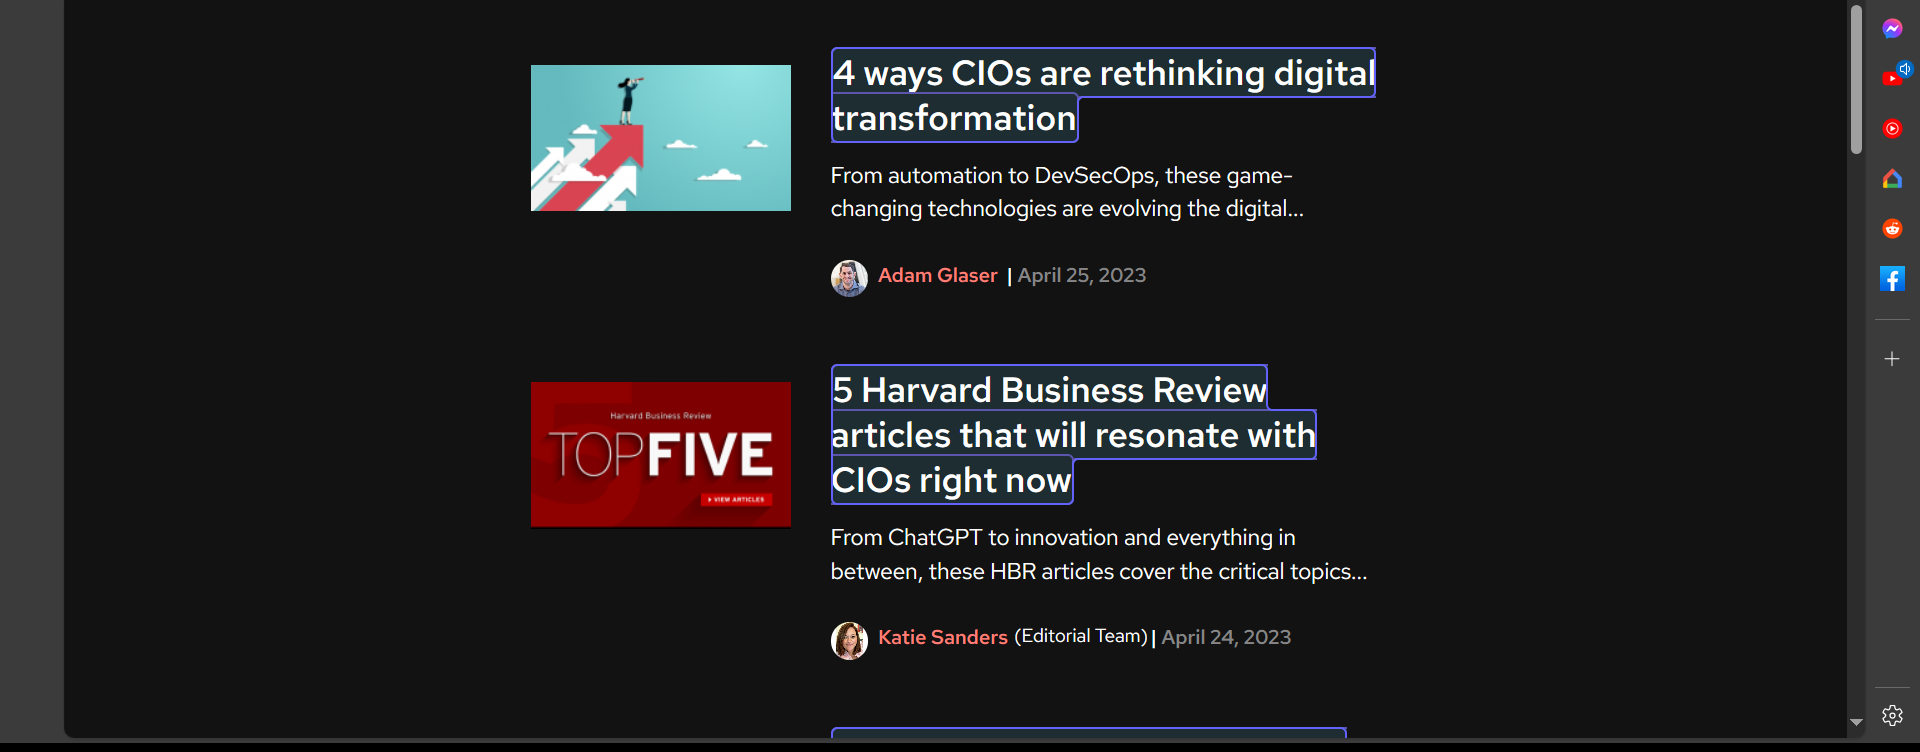 4 ways CIOs are rethinking digital
transformation
From automation to DevSecOps, these game-
changing technologies are evolving the digital...
Adam Glaser | April 25, 2023
Harvard Business Review
TOPFIVE
VIEW ARTICLES
5 Harvard Business Review
articles that will resonate with
CIOs right now
From ChatGPT to innovation and everything in
between, these HBR articles cover the critical topics...
Katie Sanders (Editorial Team) | April 24, 2023